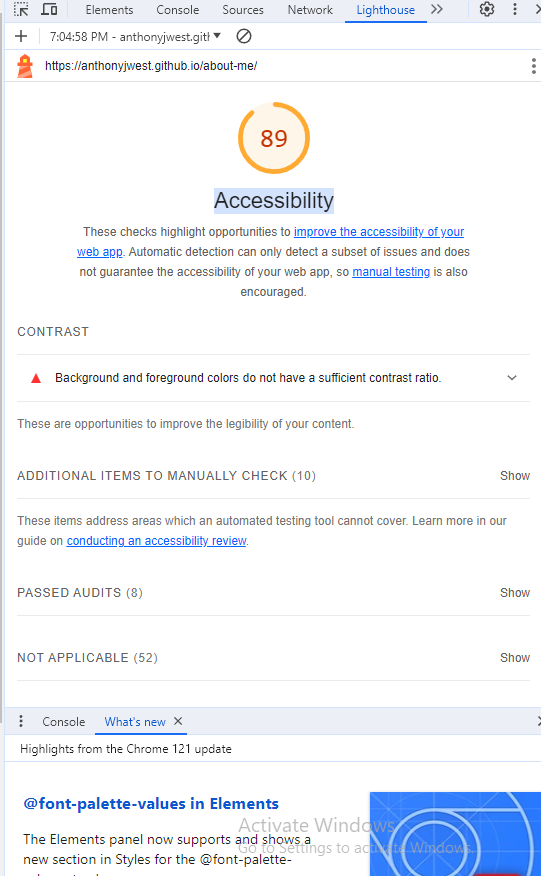 Elements Console Sources Network Lighthouse
7:04:58 PM - anthonyjwest.gith
https://anthonyjwest.github.io/about-me/
89
Accessibility
These checks highlight opportunities to improve the accessibility of your
web app. Automatic detection can only detect a subset of issues and does
not guarantee the accessibility of your web app, so manual testing is also
encouraged.
CONTRAST
Background and foreground colors do not have a sufficient contrast ratio.
These are opportunities to improve the legibility of your content.
ADDITIONAL ITEMS TO MANUALLY CHECK (10) Show
These items address areas which an automated testing tool cannot cover. Learn more in our
guide on conducting an accessibility review.
PASSED AUDITS (8) Show
NOT APPLICABLE (52) Show
Console What's new
Highlights from the Chrome 121 update
@font-palette-values in Elements
Activate Windows
The Elements panel now supports and shows a
Go to Settings to activate Windows.
new section in Styles for the @font-palette-